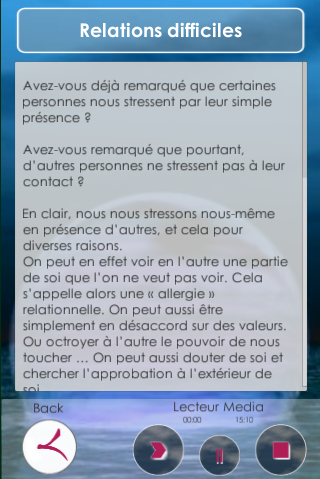 Relations difficiles
Avez-vous déjà remarqué que certaines
personnes nous stressent par leur simple
présence ?
Avez-vous remarqué que pourtant,
d’autres personnes ne stressent pas à leur
contact ?
En clair, nous nous stressons nous-même
en présence d’autres, et cela pour
diverses raisons.
On peut en effet voir en l’autre une partie
de soi que l’on ne veut pas voir. Cela
s’appelle alors une « allergie »
relationnelle. On peut aussi être
simplement en désaccord sur des valeurs.
Ou octroyer à l’autre le pouvoir de nous
toucher ... On peut aussi douter de soi et
chercher l’approbation à l’extérieur de
soi
Back
Lecteur Media
00:00 15:10